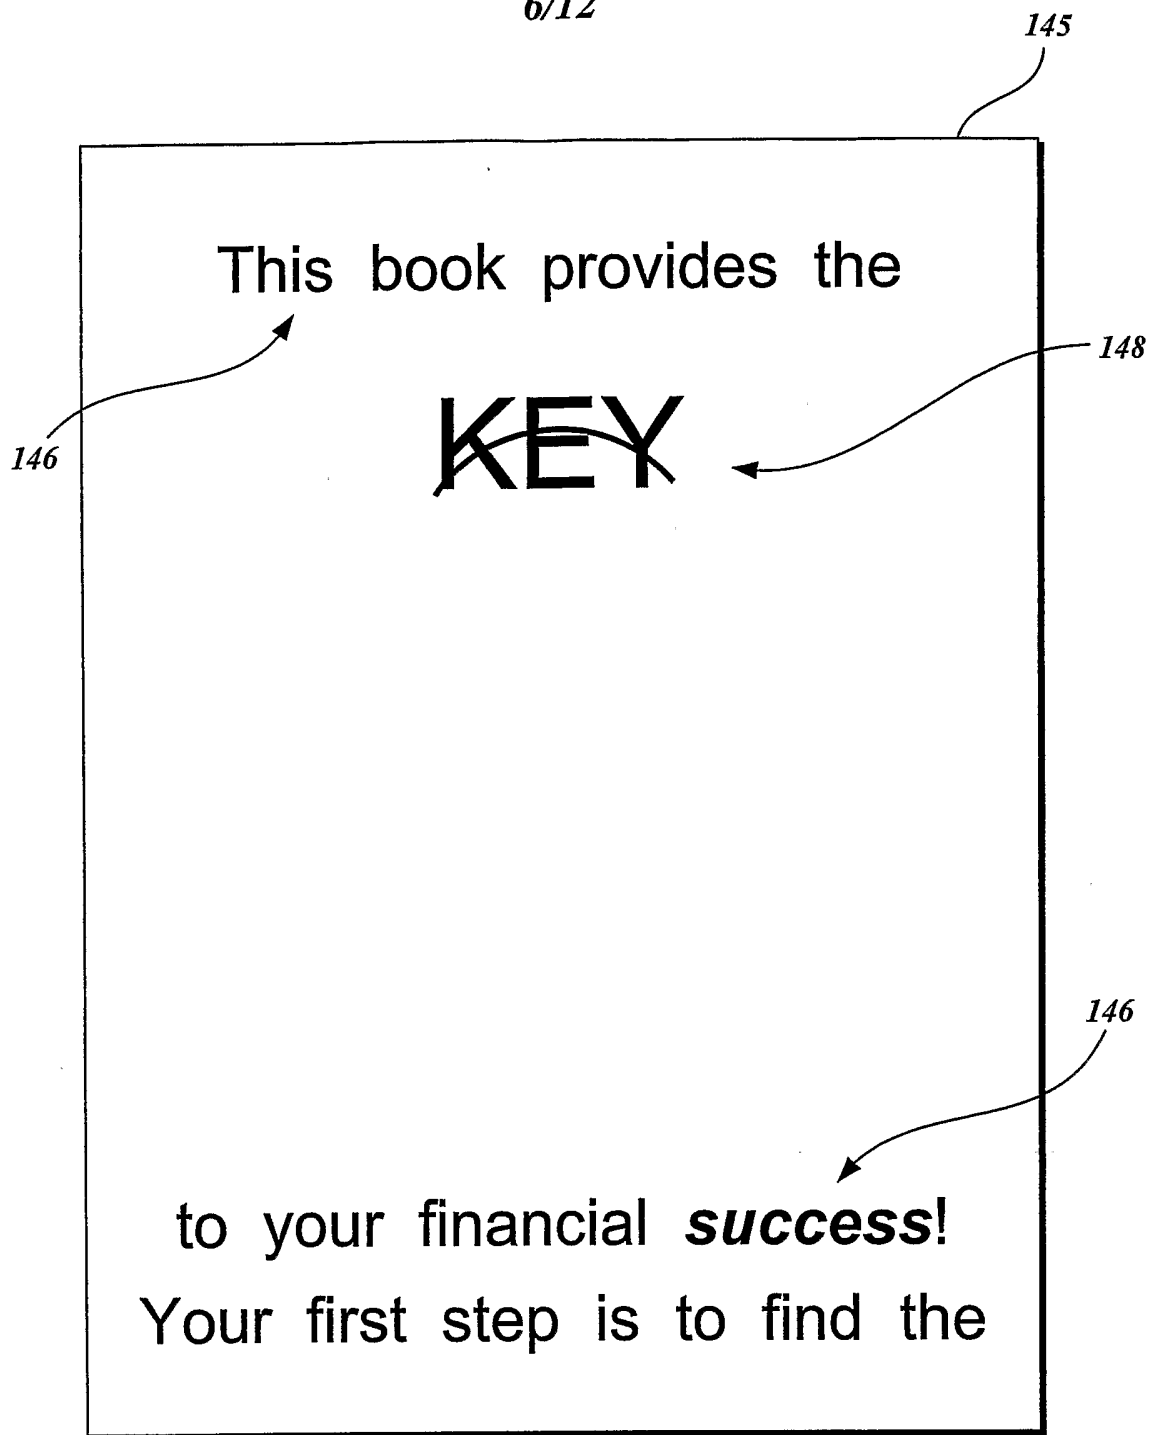 6/12
145
This book provides the
148
KEY
146
146
to your financial success!
Your first step is to find the